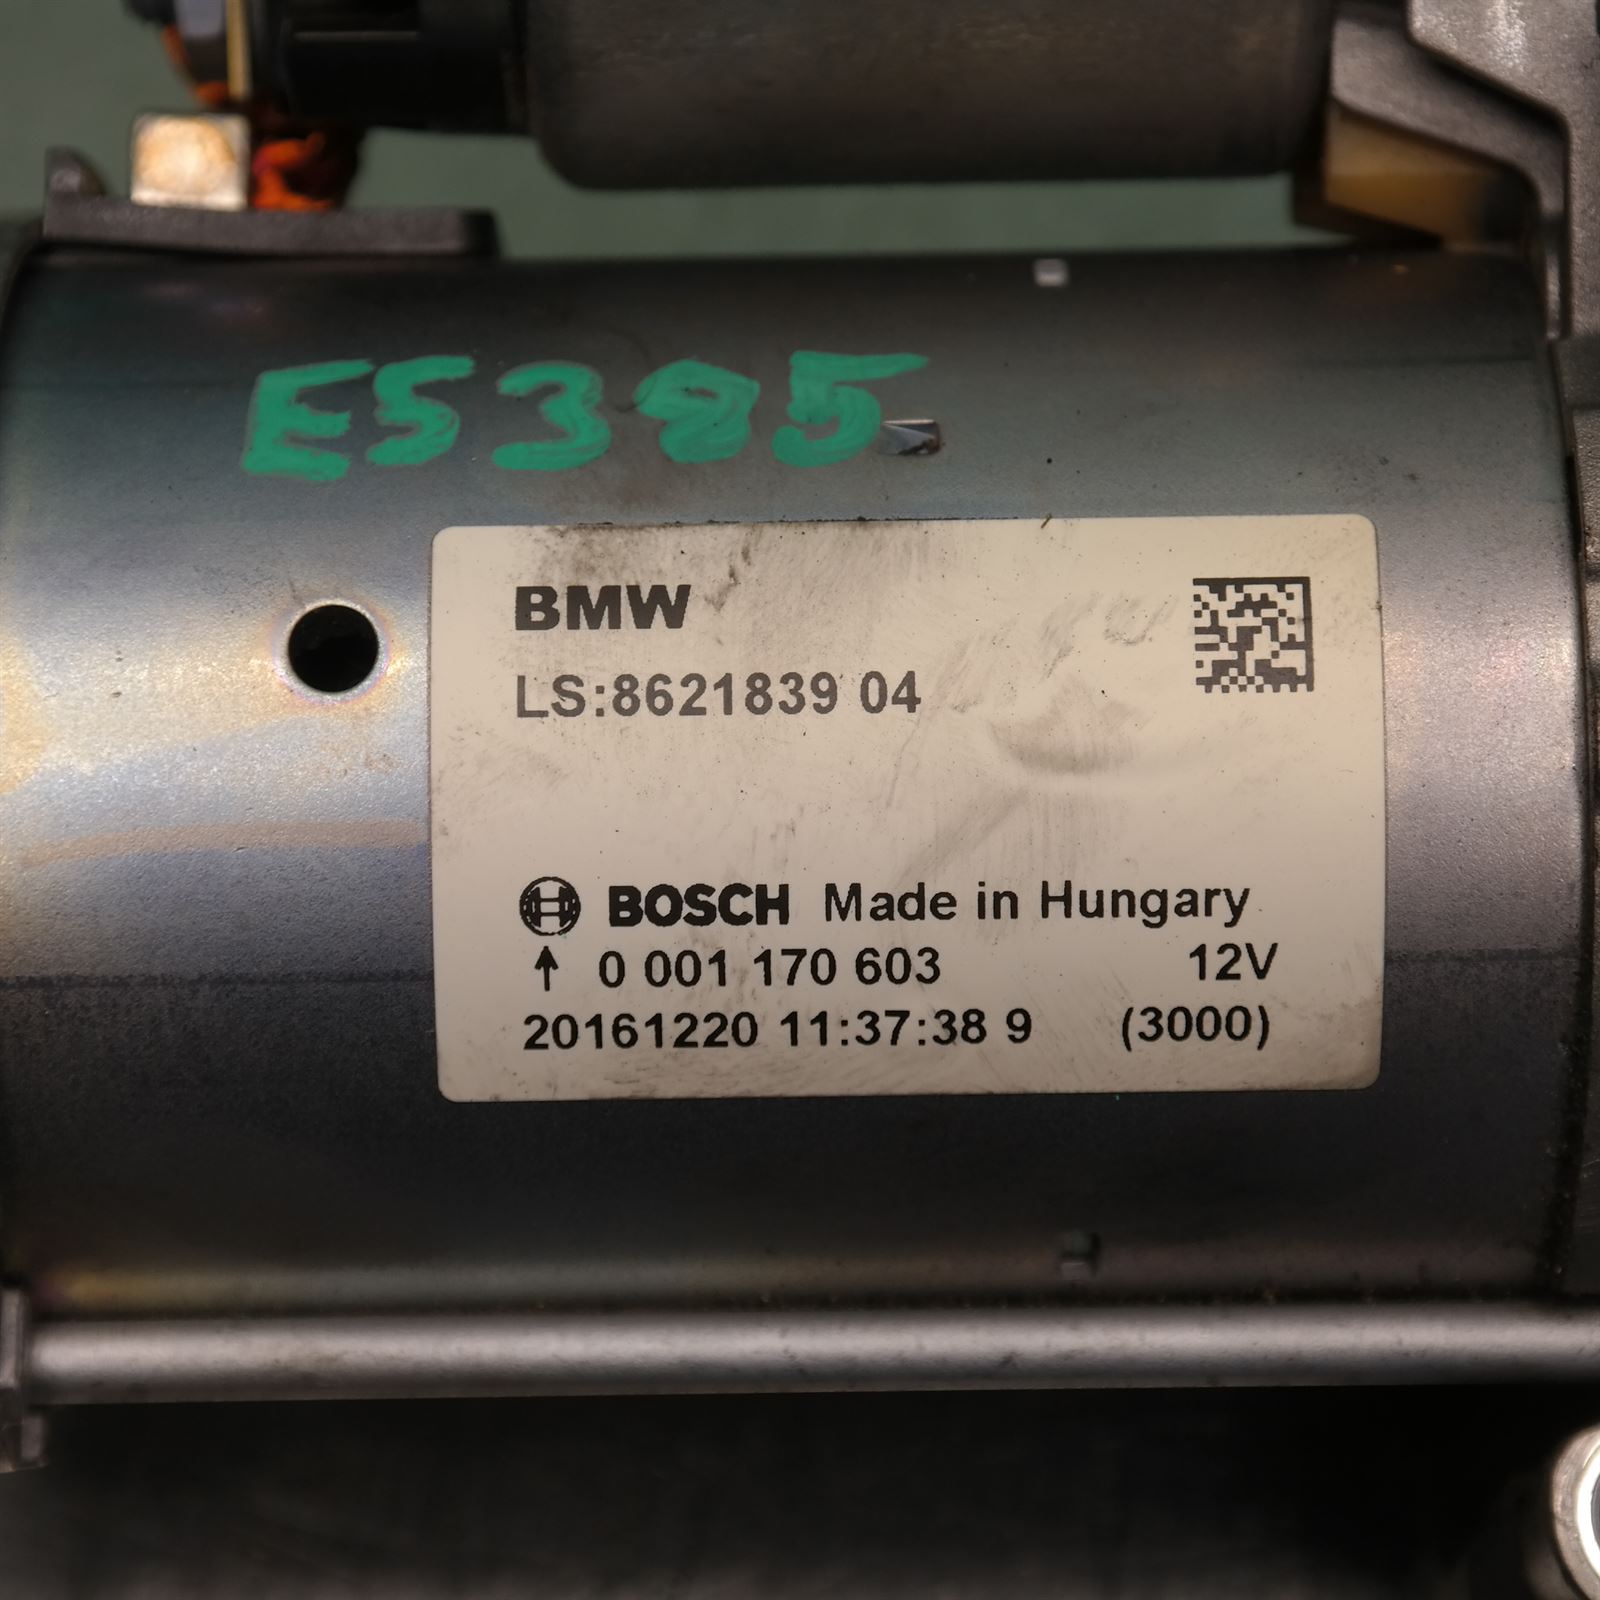 E5385
BMW
LS:8621839 04
BOSCH Made in Hungary
↑ 0 001 170 603 12V
20161220 11:37:38 9 (3000)